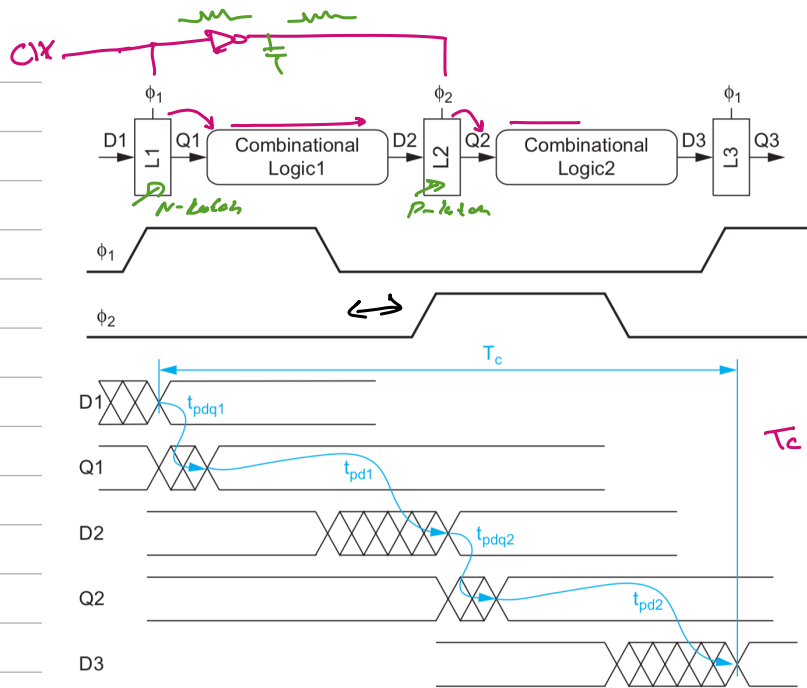 Clk
ϕ1 ϕ2 ϕ1
D1 L1 Q1 Combinational Logic1 D2 L2 Q2 Combinational Logic2 D3 L3 Q3
N-Latch P-latch
ϕ1
ϕ2
Tc
D1 tpdq1
Tc
Q1 tpd1
D2 tpdq2
Q2 tpd2
D3